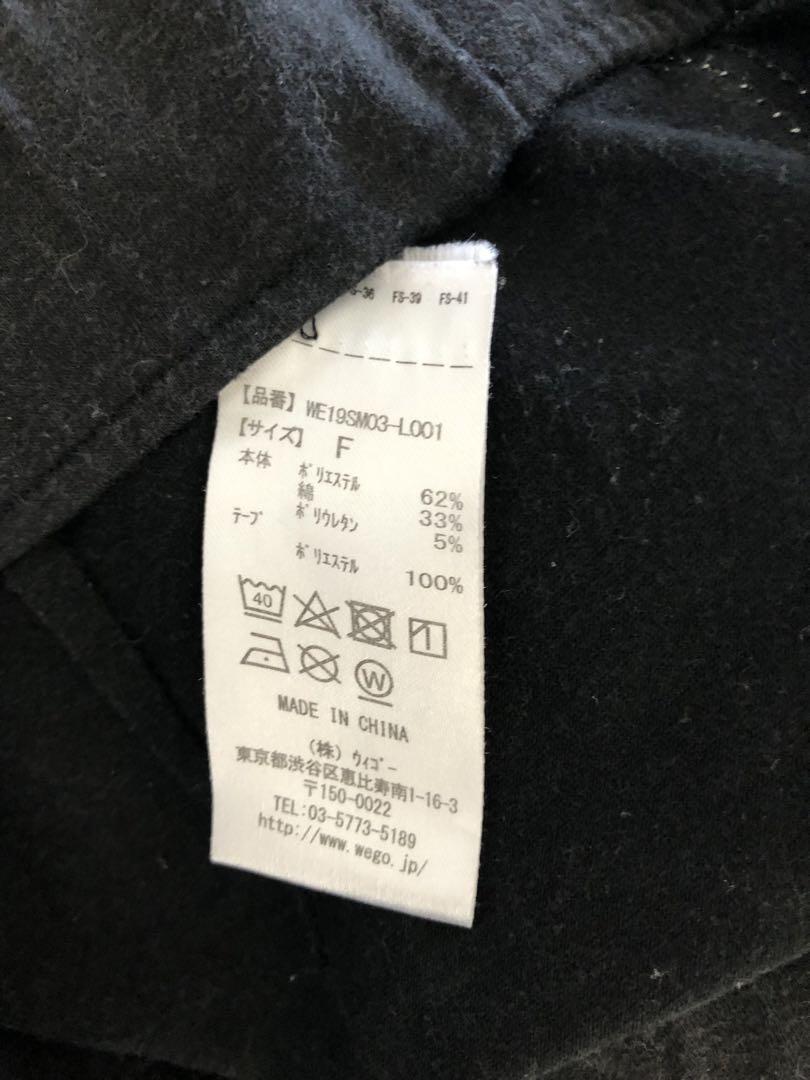 -36 FS-39 FS-41
【品番】 WE19SM03-L001
【サイズ】 F
本体 ﾎﾟﾘｴｽﾃﾙ 62%
綿 33%
ﾎﾟﾘｳﾚﾀﾝ 5%
ﾃｰﾌﾟ ﾎﾟﾘｴｽﾃﾙ 100%
40
W
MADE IN CHINA
(株) ｳｨｺﾞｰ
東京都渋谷区恵比寿南1-16-3
〒150-0022
TEL:03-5773-5189
http://www.wego.jp/